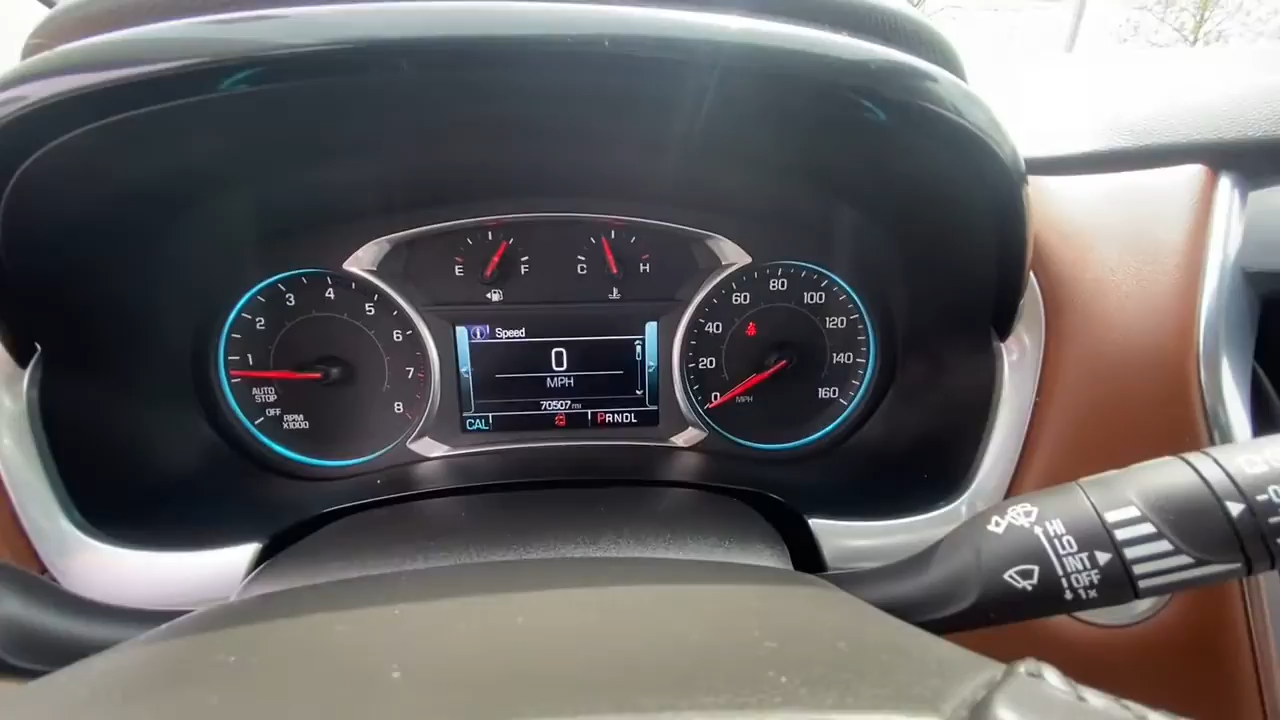 E F
C H
1 2 3 4 5 6 7 8
AUTO
STOP
OFF
RPM
X1000
Speed
0
MPH
70507 mi
CAL
PRNDL
0 20 40 60 80 100 120 140 160
MPH
HI
LO
INT
OFF
1x